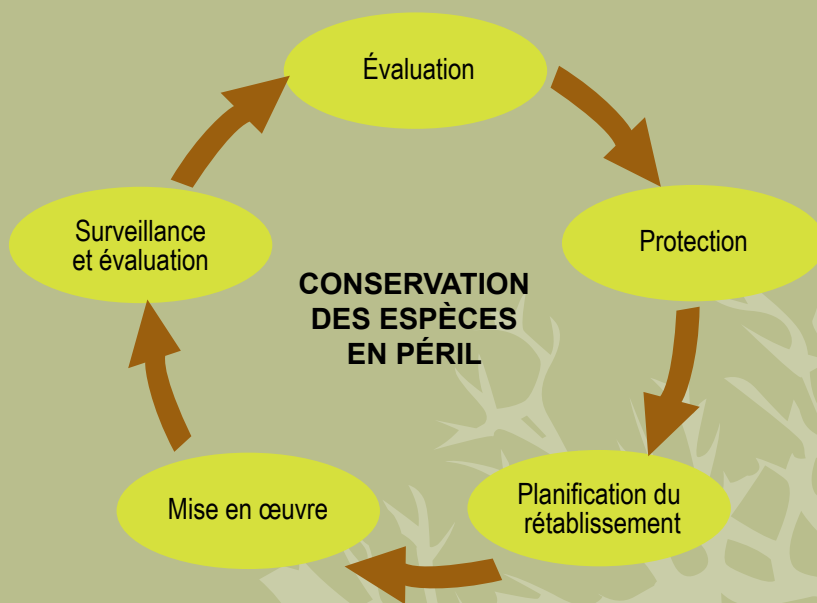 Évaluation
Protection
Planification du
rétablissement
Mise en œuvre
Surveillance
et évaluation
CONSERVATION
DES ESPÈCES
EN PÉRIL